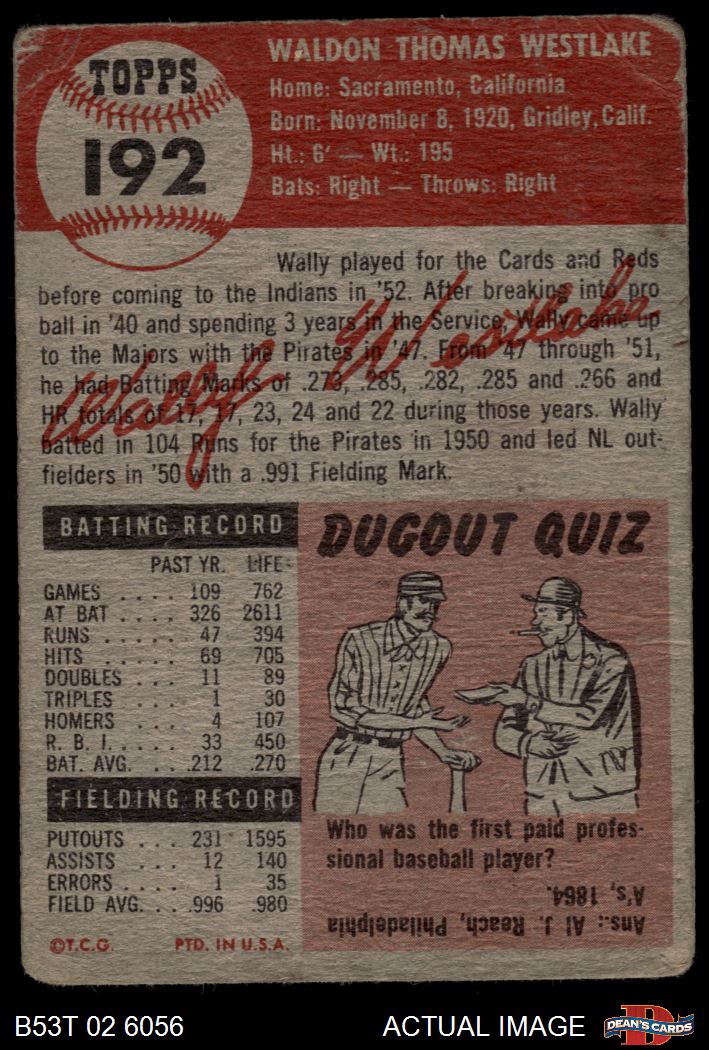 TOPPS
192
WALDON THOMAS WESTLAKE
Home: Sacramento, California
Born: November 8, 1920, Gridley, Calif.
Ht.: 6' — Wt.: 195
Bats: Right — Throws: Right
Wally played for the Cards and Reds
before coming to the Indians in '52. After breaking into pro
ball in '40 and spending 3 years in the Service, Wally came up
to the Majors with the Pirates in '47. From '47 through '51,
he had Batting Marks of .273, .285, .282, .285 and .266 and
HR totals of 17, 17, 23, 24 and 22 during those years. Wally
batted in 104 Runs for the Pirates in 1950 and led NL out-
fielders in '50 with a .991 Fielding Mark.
Wally Westlake
BATTING RECORD
PAST YR. LIFE
GAMES .... 109 762
AT BAT .... 326 2611
RUNS ..... 47 394
HITS ..... 69 705
DOUBLES ... 11 89
TRIPLES ... 1 30
HOMERS ... 4 107
R. B. I. .... 33 450
BAT. AVG. ... .212 .270
FIELDING RECORD
PUTOUTS ... 231 1595
ASSISTS ... 12 140
ERRORS .... 1 35
FIELD AVG. .. .996 .980
©T.C.G. PTD. IN U.S.A.
DUGOUT QUIZ
Who was the first paid profes-
sional baseball player?
Ans.: Al J. Reach, Philadelphia
A's, 1864.
B53T 02 6056
ACTUAL IMAGE
D
DEAN'S CARDS